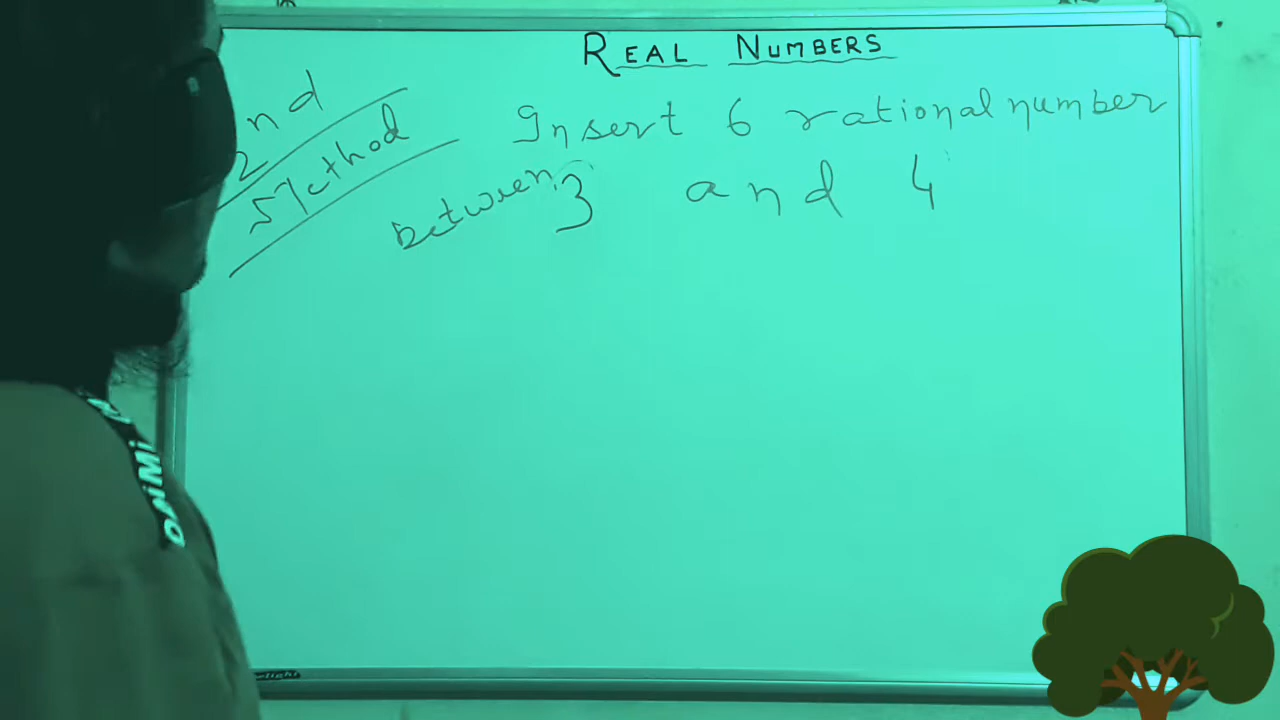 REAL NUMBERS
2nd
Method
Insert 6 rational number
between 3 and 4